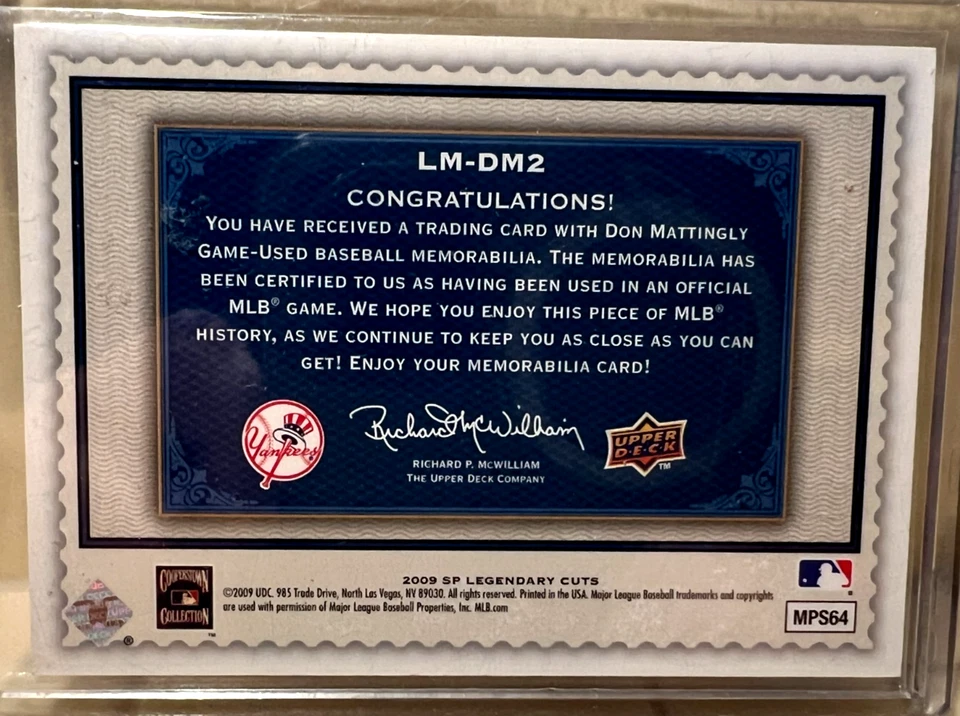 LM-DM2
CONGRATULATIONS!
YOU HAVE RECEIVED A TRADING CARD WITH DON MATTINGLY
GAME-USED BASEBALL MEMORABILIA. THE MEMORABILIA HAS
BEEN CERTIFIED TO US AS HAVING BEEN USED IN AN OFFICIAL
MLB® GAME. WE HOPE YOU ENJOY THIS PIECE OF MLB®
HISTORY, AS WE CONTINUE TO KEEP YOU AS CLOSE AS YOU CAN
GET! ENJOY YOUR MEMORABILIA CARD!
Yankees
Richard P McWilliam
UPPER
D·E·C·K
TM
RICHARD P. MCWILLIAM
THE UPPER DECK COMPANY
COOPERSTOWN
COLLECTION
TM
2009 SP LEGENDARY CUTS
©2009 UDC. 985 Trade Drive, North Las Vegas, NV 89030. All rights reserved. Printed in the USA. Major League Baseball trademarks and copyrights
are used with permission of Major League Baseball Properties, Inc. MLB.com
MPS64
®